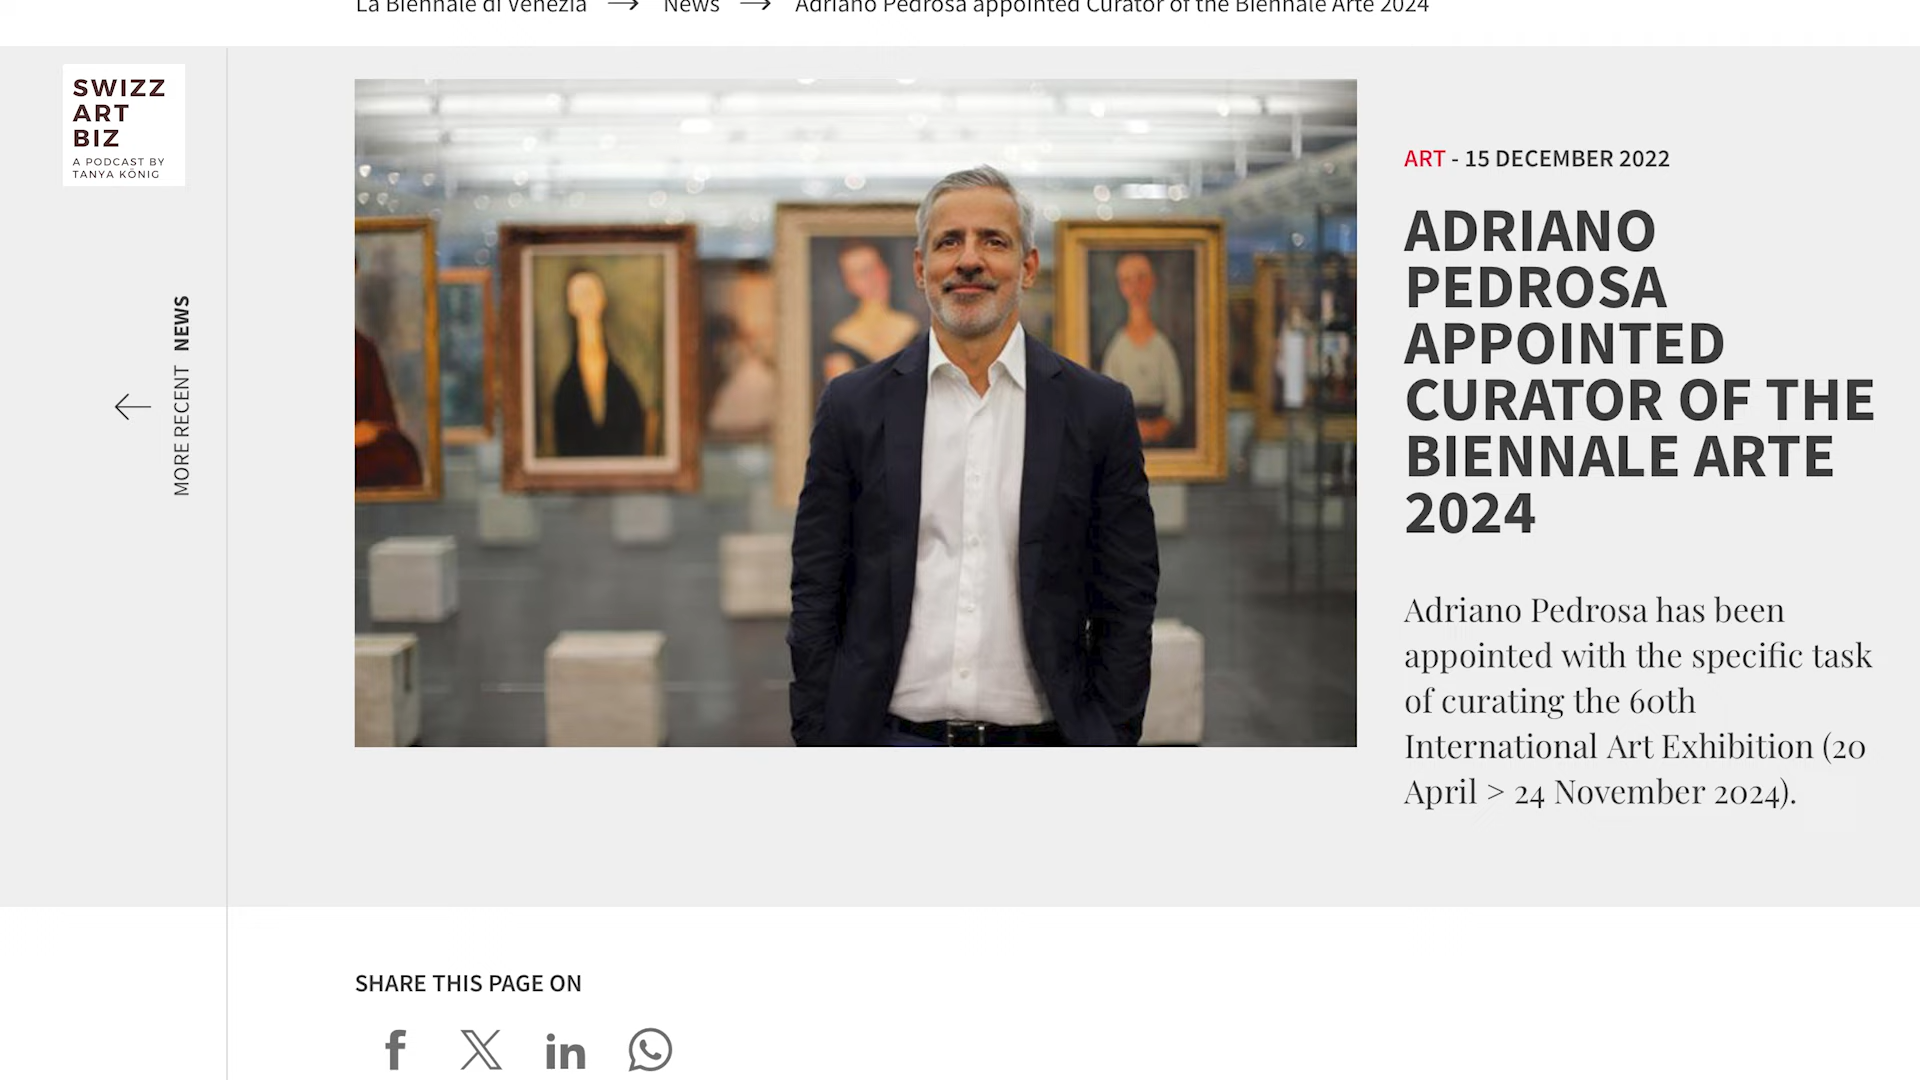 La Biennale di Venezia → News → Adriano Pedrosa appointed Curator of the Biennale Arte 2024
SWIZZ
ART
BIZ
A PODCAST BY
TANYA KÖNIG
MORE RECENT NEWS
ART - 15 DECEMBER 2022
ADRIANO
PEDROSA
APPOINTED
CURATOR OF THE
BIENNALE ARTE
2024
Adriano Pedrosa has been
appointed with the specific task
of curating the 60th
International Art Exhibition (20
April > 24 November 2024).
SHARE THIS PAGE ON